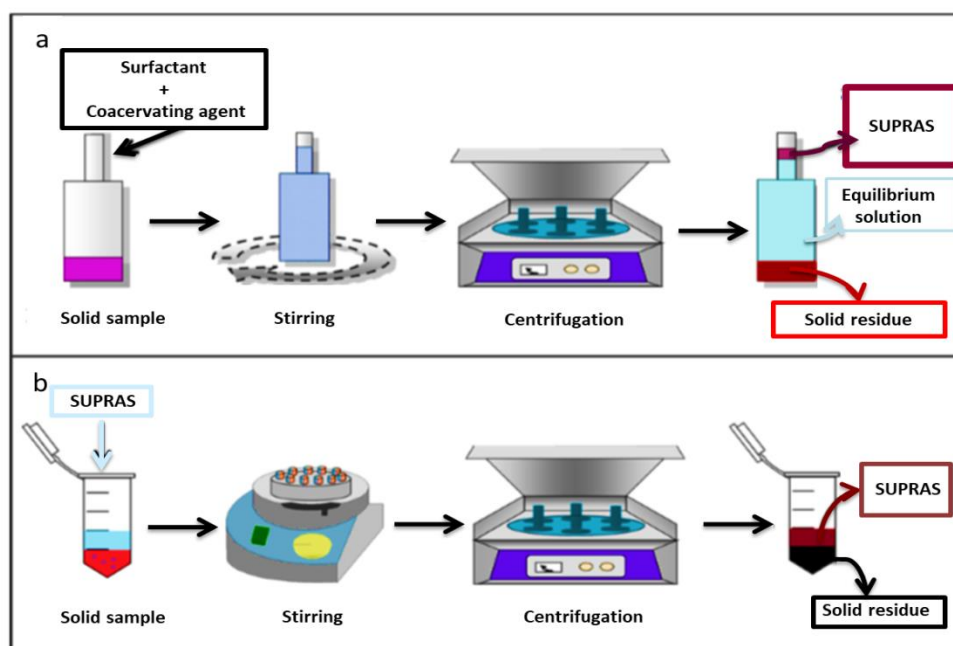 a
Surfactant
+
Coacervating agent
SUPRAS
Equilibrium
solution
Solid sample
Stirring
Centrifugation
Solid residue
b
SUPRAS
SUPRAS
Solid sample
Stirring
Centrifugation
Solid residue